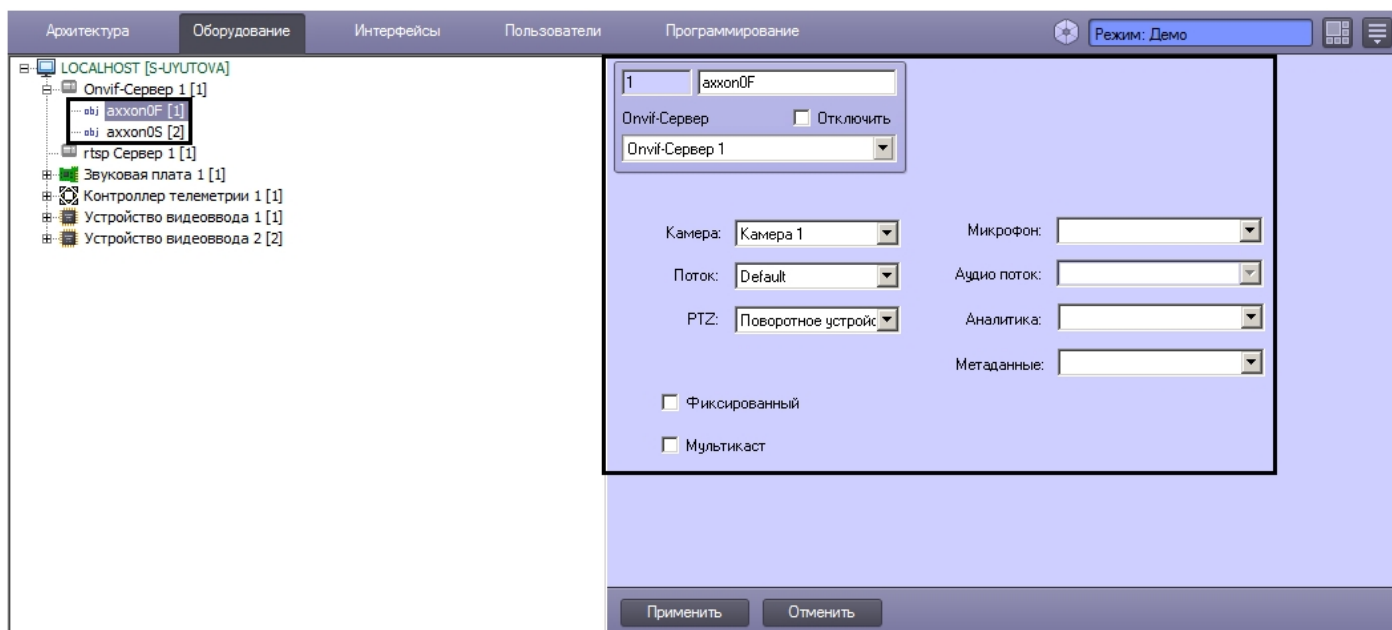 Архитектура Оборудование Интерфейсы Пользователи Программирование Режим: Демо
LOCALHOST [S-UYUTOVA]
Onvif-Сервер 1 [1]
obj axxon0F [1]
obj axxon0S [2]
rtsp Сервер 1 [1]
Звуковая плата 1 [1]
Контроллер телеметрии 1 [1]
Устройство видеоввода 1 [1]
Устройство видеоввода 2 [2]
1 axxon0F
Onvif-Сервер Отключить
Onvif-Сервер 1
Камера: Камера 1 Микрофон:
Поток: Default Аудио поток:
PTZ: Поворотное устройс Аналитика:
Метаданные:
Фиксированный
Мультикаст
Применить Отменить